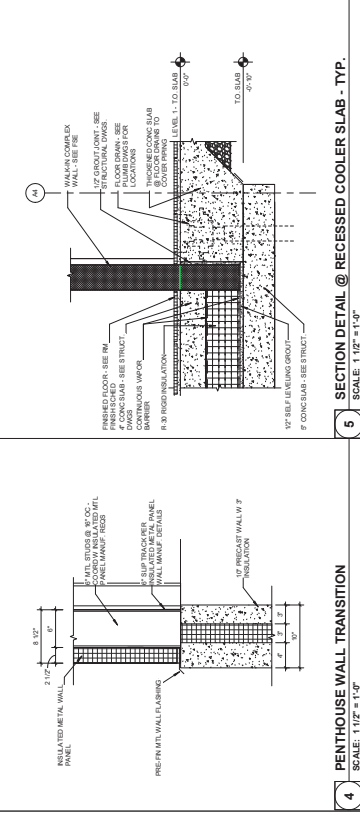 A4
WALK-IN COMPLEX
WALL - SEE FSE
1/2" GROUT JOINT - SEE
STRUCTURAL DWGS.
FLOOR DRAIN - SEE
PLUMB DWGS FOR
LOCATIONS
THICKENED CONC SLAB
@ FLOOR DRAINS TO
COVER PIPING
LEVEL 1 - T.O. SLAB
0'-0"
T.O. SLAB
-0'-10"
FINISHED FLOOR - SEE RM
FINISH SCHED
4" CONC SLAB - SEE STRUCT.
DWGS
CONTINUOUS VAPOR
BARRIER
R-30 RIGID INSULATION
1/2" SELF LEVELING GROUT
5" CONC SLAB - SEE STRUCT.
5
SECTION DETAIL @ RECESSED COOLER SLAB - TYP.
SCALE: 1 1/2" = 1'-0"
8 1/2"
2 1/2"
6"
INSULATED METAL WALL
PANEL
6" MTL STUDS @ 16" OC -
COORD W INSULATED MTL
PANEL MANUF. REQS
6" SLIP TRACK PER
INSULATED METAL PANEL
WALL MANUF. DETAILS
PRE-FIN MTL WALL FLASHING
10" PRECAST WALL W 3"
INSULATION
4"
3"
3"
10"
4
PENTHOUSE WALL TRANSITION
SCALE: 1 1/2" = 1'-0"